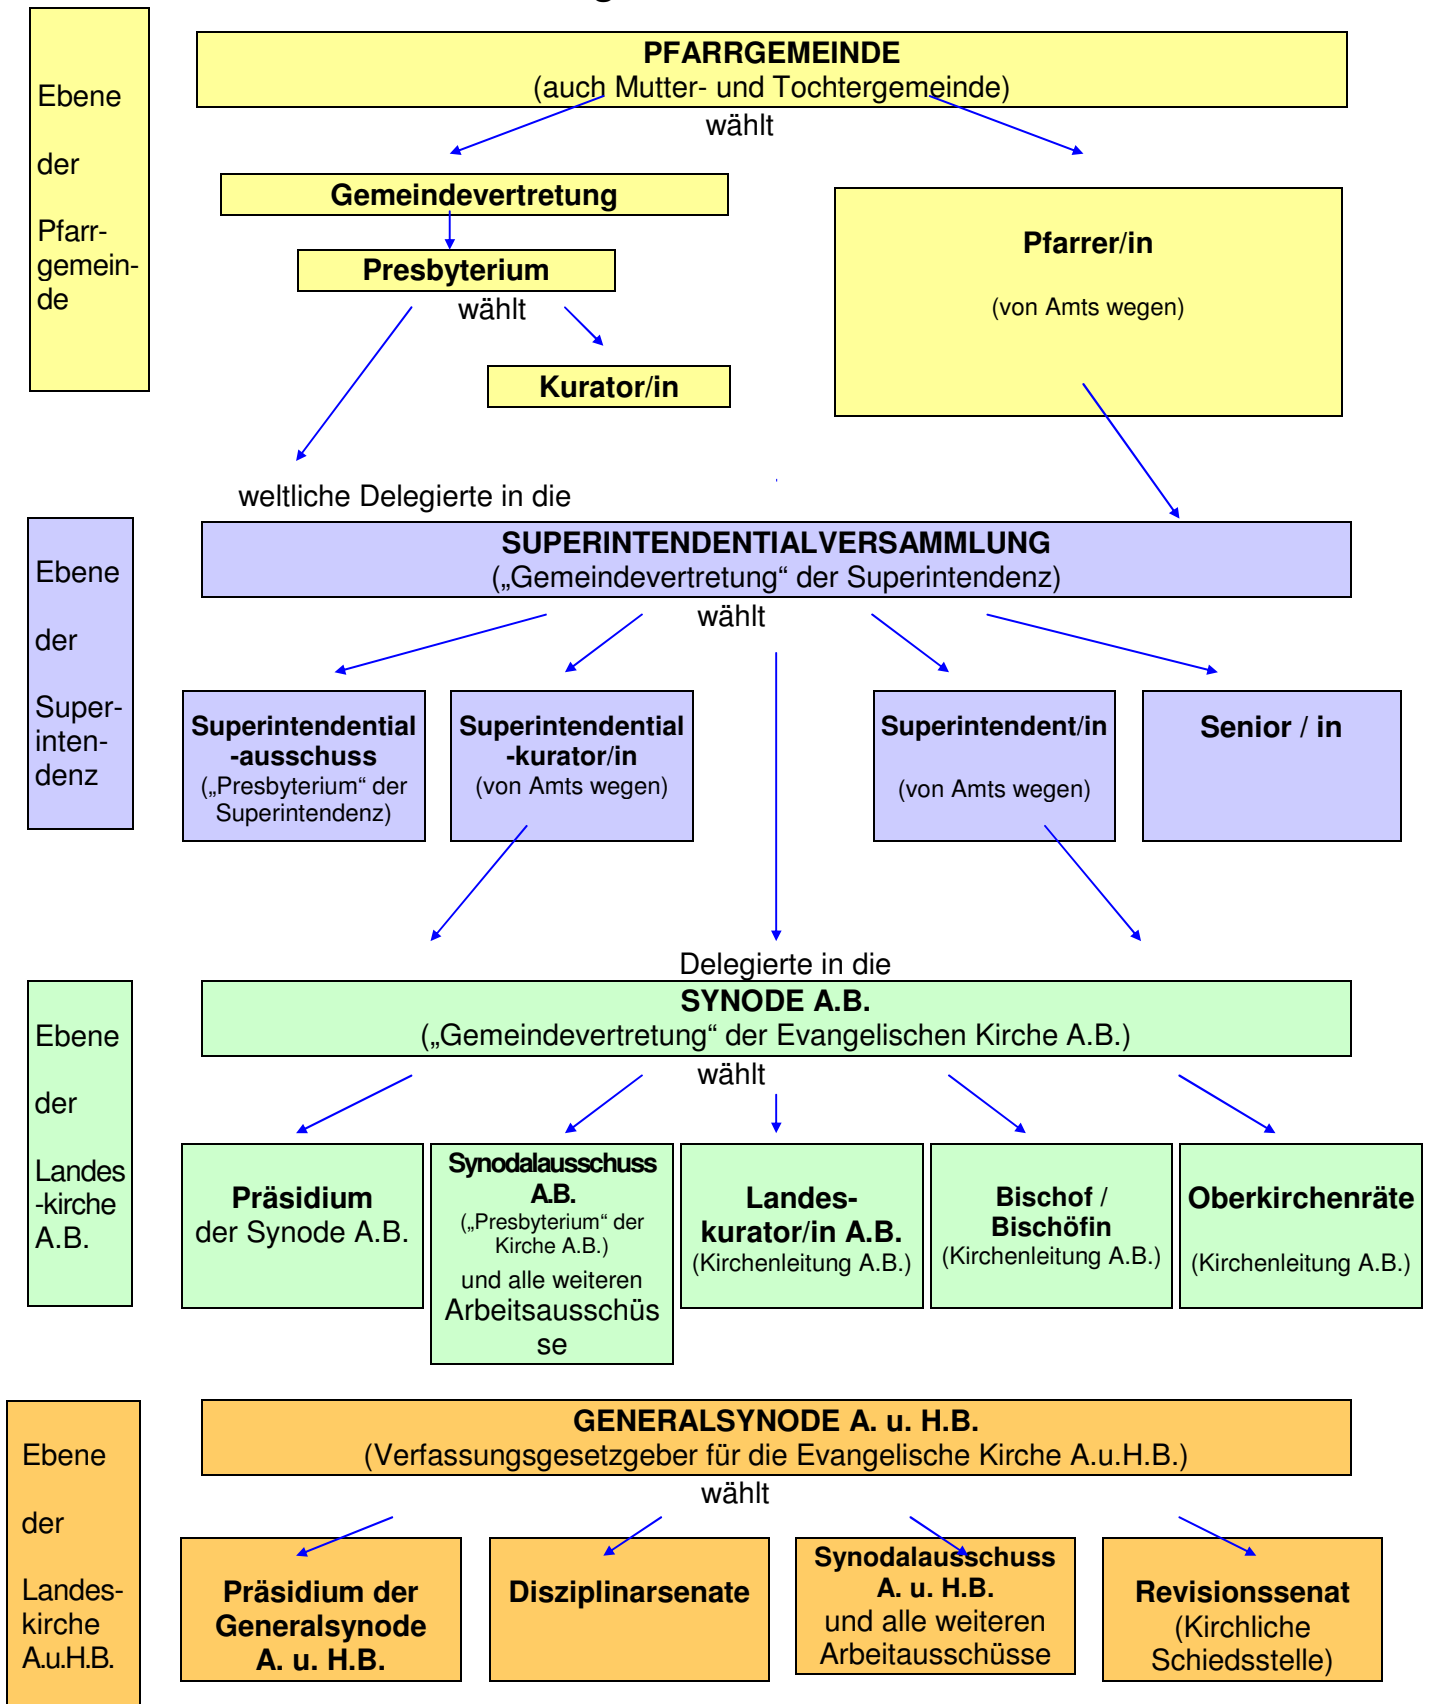 PFARRGEMEINDE
(auch Mutter- und Tochtergemeinde)
wählt
Ebene
der
Pfarr-
gemein-
de
Gemeindevertretung
Presbyterium
wählt
Kurator/in
Pfarrer/in
(von Amts wegen)
weltliche Delegierte in die
Ebene
der
Super-
inten-
denz
SUPERINTENDENTIALVERSAMMLUNG
(„Gemeindevertretung“ der Superintendenz)
wählt
Superintendential
-ausschuss
(„Presbyterium“ der
Superintendenz)
Superintendential
-kurator/in
(von Amts wegen)
Superintendent/in
(von Amts wegen)
Senior / in
Delegierte in die
Ebene
der
Landes
-kirche
A.B.
SYNODE A.B.
(„Gemeindevertretung“ der Evangelischen Kirche A.B.)
wählt
Präsidium
der Synode A.B.
Synodalausschuss
A.B.
(„Presbyterium“ der
Kirche A.B.)
und alle weiteren
Arbeitsausschüs
se
Landes-
kurator/in A.B.
(Kirchenleitung A.B.)
Bischof /
Bischöfin
(Kirchenleitung A.B.)
Oberkirchenräte
(Kirchenleitung A.B.)
Ebene
der
Landes-
kirche
A.u.H.B.
GENERALSYNODE A. u. H.B.
(Verfassungsgesetzgeber für die Evangelische Kirche A.u.H.B.)
wählt
Präsidium der
Generalsynode
A. u. H.B.
Disziplinarsenate
Synodalausschuss
A. u. H.B.
und alle weiteren
Arbeitausschüsse
Revisionssenat
(Kirchliche
Schiedsstelle)